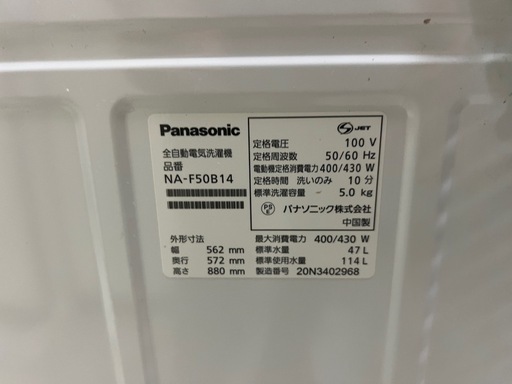 Panasonic
全自動電気洗濯機
品番
NA-F50B14
外形寸法
幅 562 mm
奥行 572 mm
高さ 880 mm
S JET
定格電圧 100 V
定格周波数 50/60 Hz
電動機定格消費電力 400/430 W
定格時間 洗いのみ 10 分
標準洗濯容量 5.0 kg
PS E パナソニック株式会社
中国製
最大消費電力 400/430 W
標準水量 47 L
標準使用水量 114 L
製造番号 20N3402968